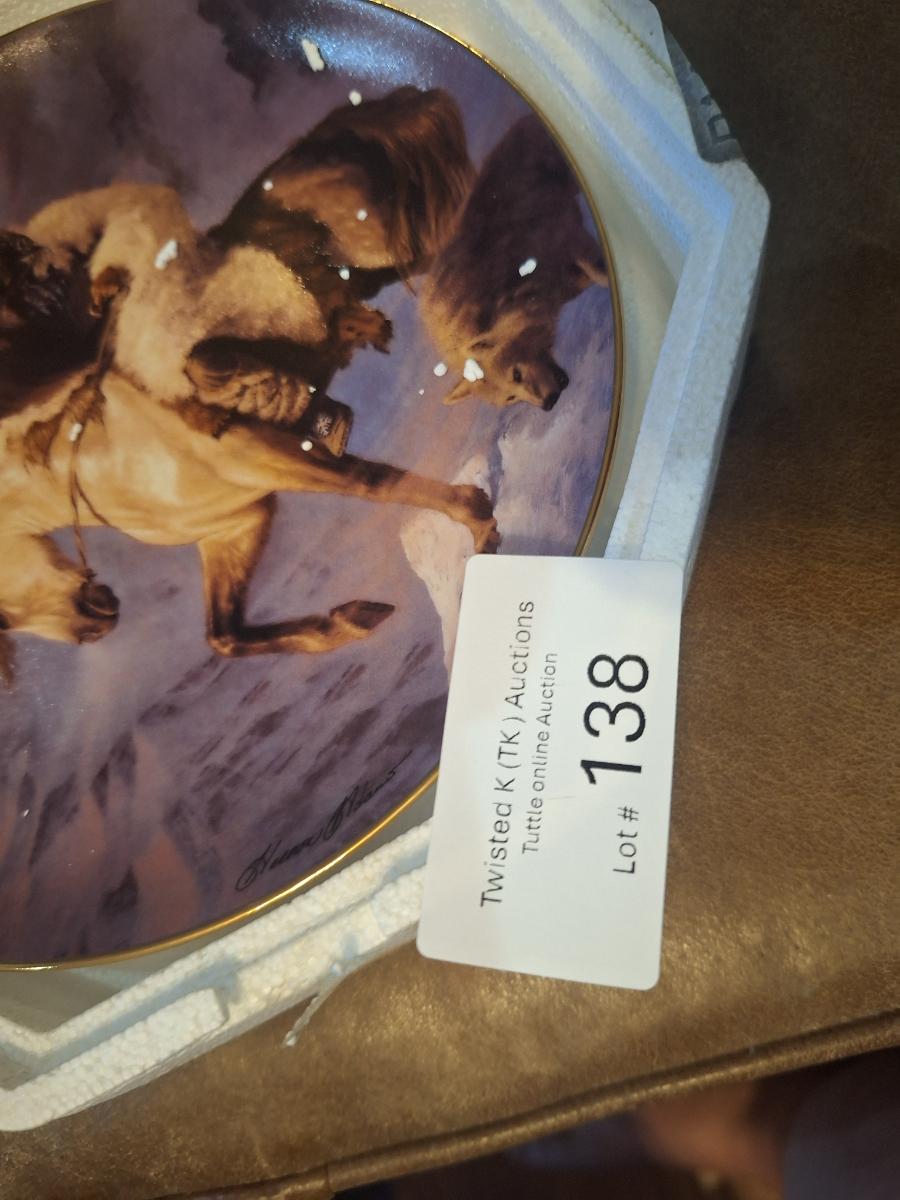 Twisted K (TK) Auctions
Tuttle online Auction
Lot # 138